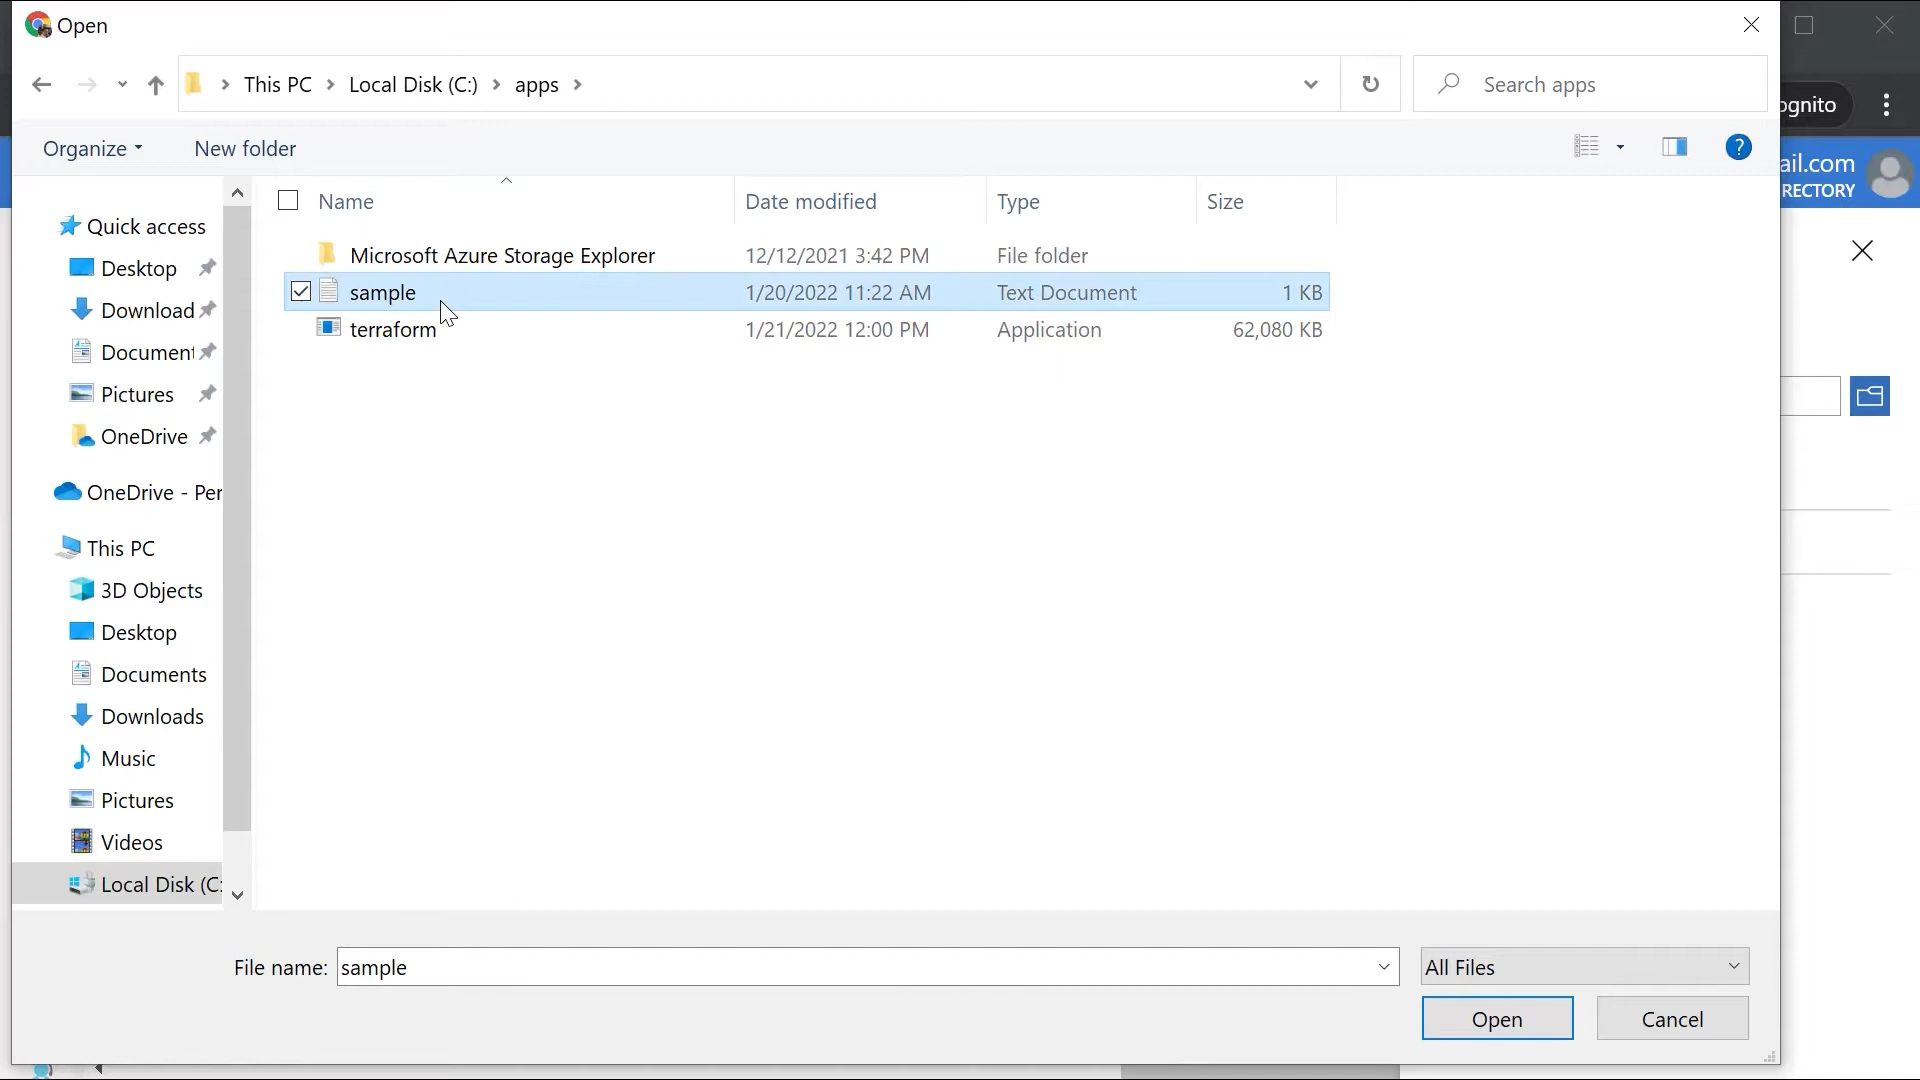 Open
This PC > Local Disk (C:) > apps >
Search apps
ognito
Organize
New folder
?
ail.com
RECTORY
Name
Date modified
Type
Size
Quick access
Desktop
Download
Document
Pictures
OneDrive
OneDrive - Per
This PC
3D Objects
Desktop
Documents
Downloads
Music
Pictures
Videos
Local Disk (C:
Microsoft Azure Storage Explorer 12/12/2021 3:42 PM File folder
sample 1/20/2022 11:22 AM Text Document 1 KB
terraform 1/21/2022 12:00 PM Application 62,080 KB
File name: sample
All Files
Open
Cancel